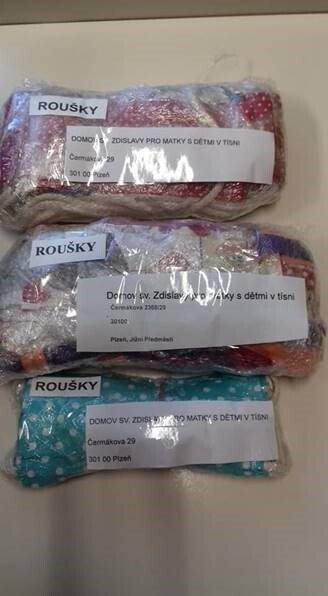 ROUŠKY
DOMOV SV. ZDISLAVY PRO MATKY S DĚTMI V TÍSNI
Čermákova 29
301 00 Plzeň
ROUŠKY
Domov sv. Zdislavy pro matky s dětmi v tísni
Čermákova 2368/29
30100
Plzeň, Jižní Předměstí
ROUŠKY
DOMOV SV. ZDISLAVY PRO MATKY S DĚTMI V TÍSNI
Čermákova 29
301 00 Plzeň